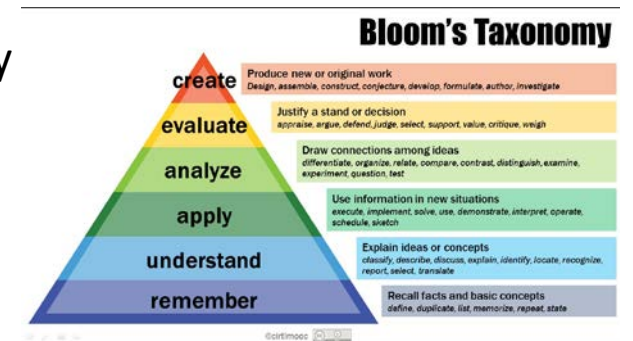 Bloom's Taxonomy
y
create
Produce new or original work
Design, assemble, construct, conjecture, develop, formulate, author, investigate
evaluate
Justify a stand or decision
appraise, argue, defend, judge, select, support, value, critique, weigh
analyze
Draw connections among ideas
differentiate, organize, relate, compare, contrast, distinguish, examine,
experiment, question, test
apply
Use information in new situations
execute, implement, solve, use, demonstrate, interpret, operate,
schedule, sketch
understand
Explain ideas or concepts
classify, describe, discuss, explain, identify, locate, recognize,
report, select, translate
remember
Recall facts and basic concepts
define, duplicate, list, memorize, repeat, state
©cirtlmooc